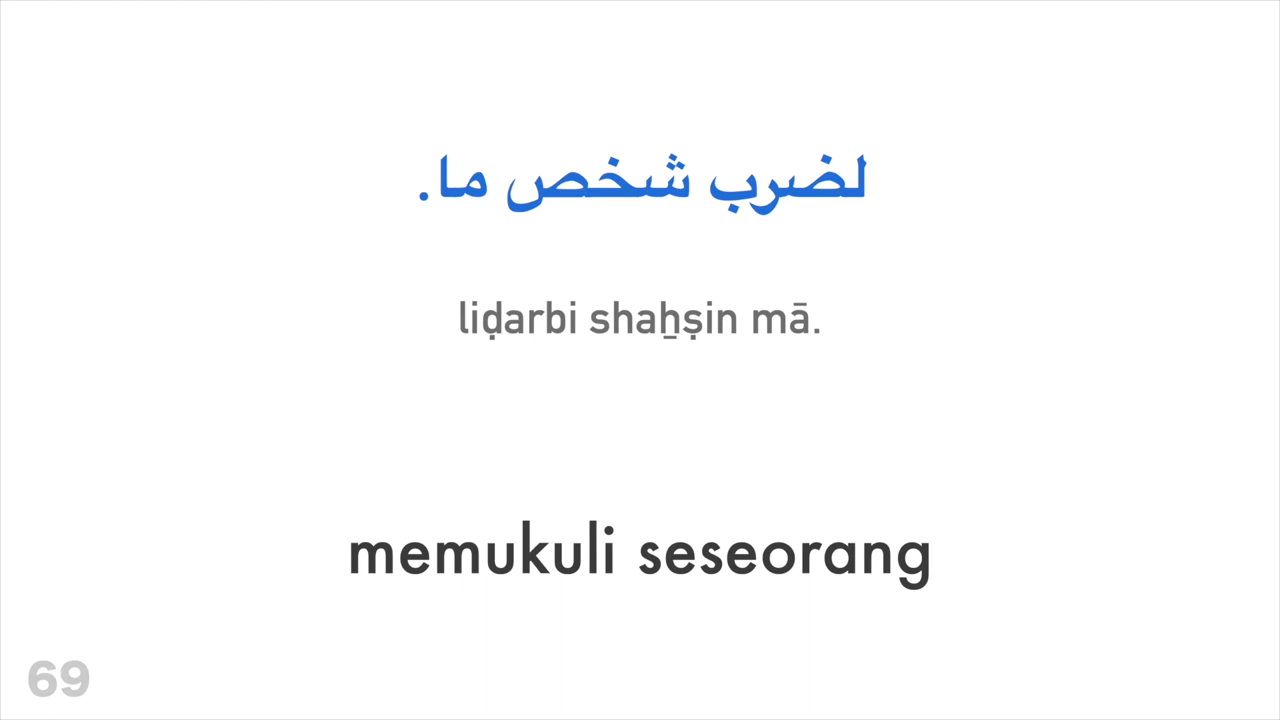 لضرب شخص ما.
liḍarbi shaẖṣin mā.
memukuli seseorang
69